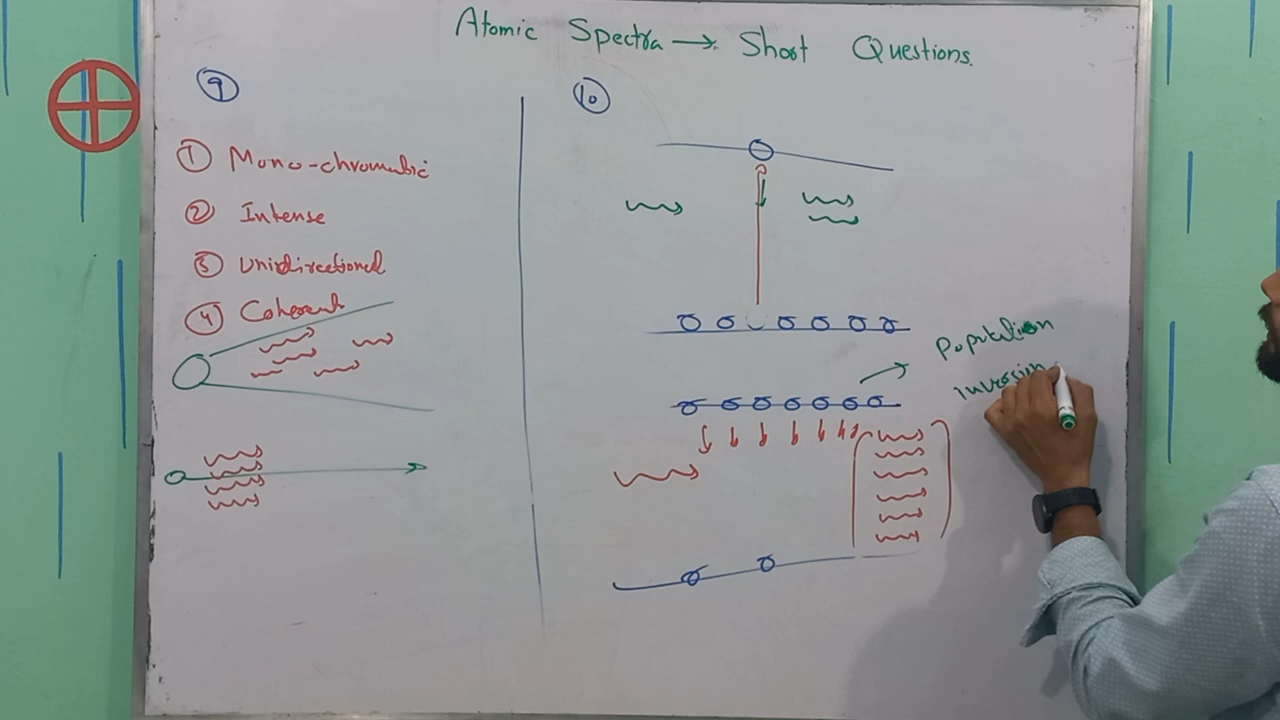 Atomic Spectra → Short Questions.
9
① Mono-chromatic
② Intense
③ Unidirectional
④ Coherent
10
Population
inversion